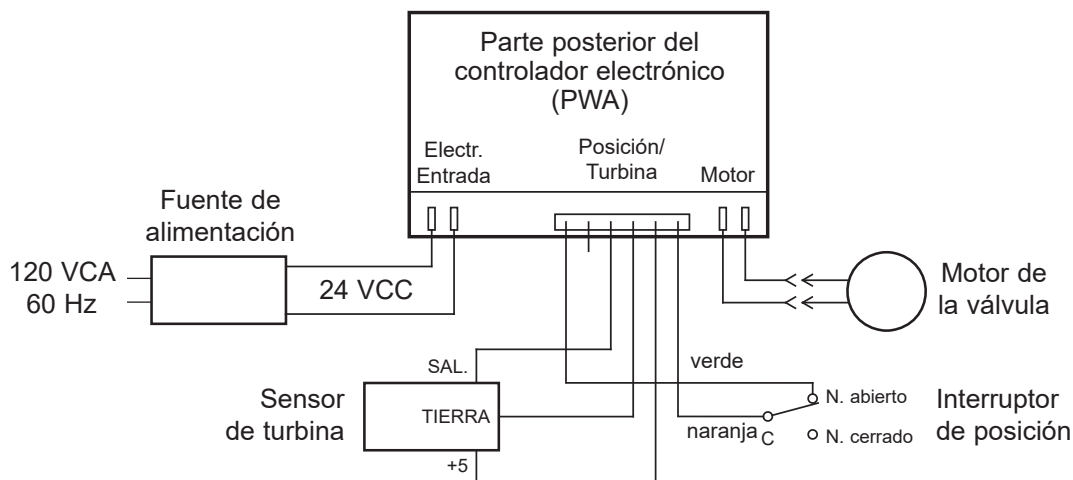 Parte posterior del
controlador electrónico
(PWA)
Electr.
Entrada
Posición/
Turbina
Motor
Fuente de
alimentación
120 VCA
60 Hz
24 VCC
Motor de
la válvula
SAL.
verde
Sensor
de turbina
TIERRA
+5
naranja
C
N. abierto
N. cerrado
Interruptor
de posición